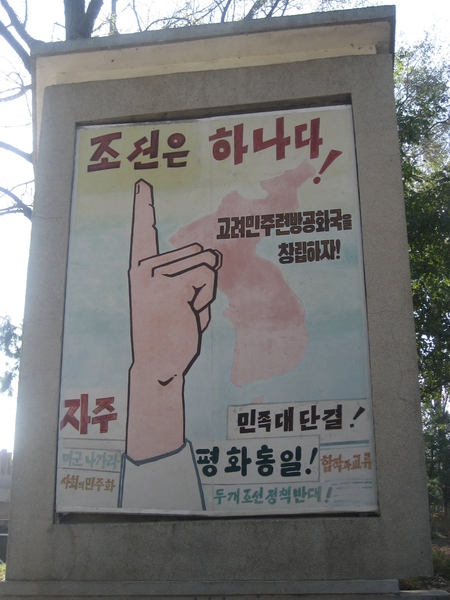 조선은 하나다!
고려민주련방공화국을
창립하자!
자주
민족대단결!
미군 나가라!
평화통일!
합작과 교류
사회의 민주화
두개 조선정책 반대!